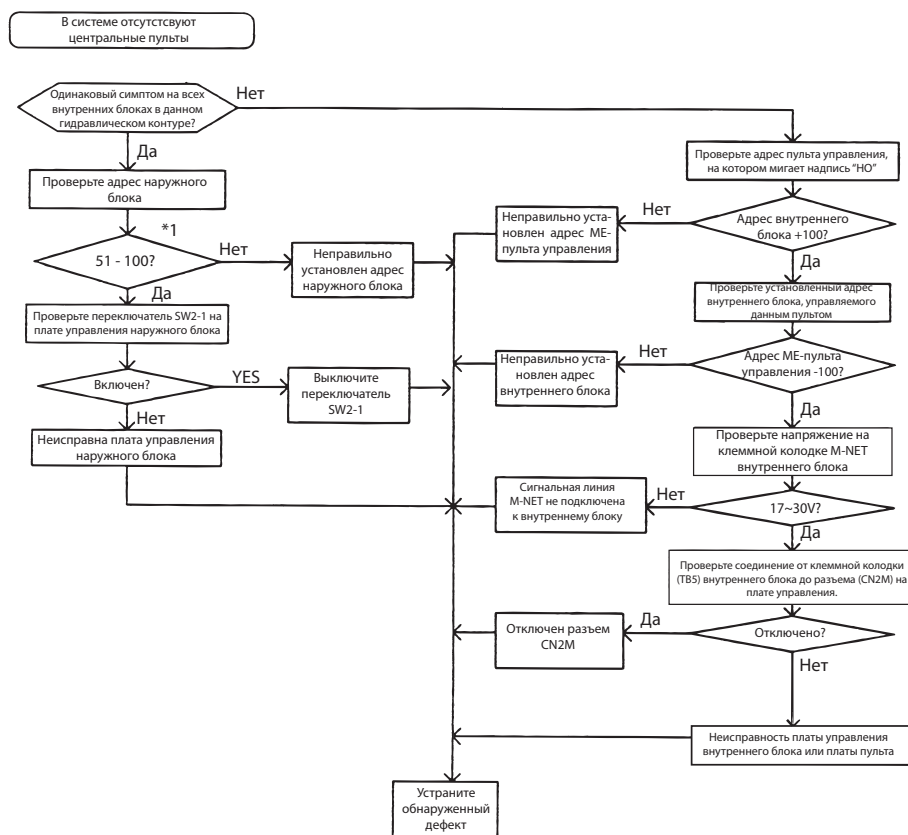 В системе отсутствуют
центральные пульты
Одинаковый симптом на всех
внутренних блоках в данном
гидравлическом контуре?
Нет
Да
Проверьте адрес наружного
блока
*1
51 - 100?
Нет
Неправильно
установлен адрес
наружного блока
Да
Проверьте переключатель SW2-1 на
плате управления наружного блока
Включен?
YES
Выключите
переключатель
SW2-1
Нет
Неисправна плата управления
наружного блока
Проверьте адрес пульта управления,
на котором мигает надпись "НО"
Адрес внутреннего
блока +100?
Нет
Неправильно уста-
новлен адрес МЕ-
пульта управления
Да
Проверьте установленный адрес
внутреннего блока, управляемого
данным пультом
Адрес МЕ-пульта
управления -100?
Нет
Неправильно уста-
новлен адрес
внутреннего блока
Да
Проверьте напряжение на
клеммной колодке M-NET
внутреннего блока
17~30V?
Нет
Сигнальная линия
M-NET не подключена
к внутреннему блоку
Да
Проверьте соединение от клеммной колодки
(TB5) внутреннего блока до разъема (CN2M) на
плате управления.
Отключено?
Да
Отключен разъем
CN2M
Нет
Неисправность платы управления
внутреннего блока или платы пульта
Устраните
обнаруженный
дефект